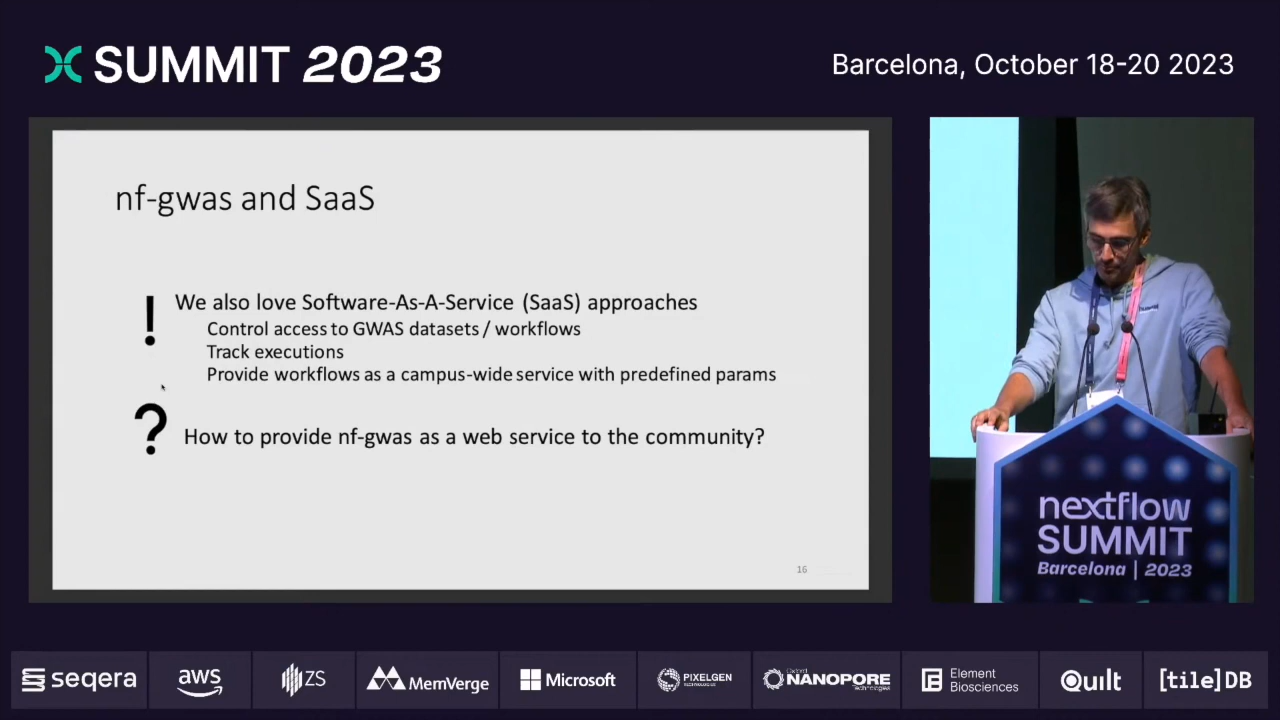 SUMMIT 2023
Barcelona, October 18-20 2023
nf-gwas and SaaS
! We also love Software-As-A-Service (SaaS) approaches
Control access to GWAS datasets / workflows
Track executions
Provide workflows as a campus-wide service with predefined params
? How to provide nf-gwas as a web service to the community?
16
nextflow
SUMMIT
Barcelona | 2023
seqera
aws
ZS
MemVerge
Microsoft
PIXELGEN
TECHNOLOGIES
Oxford
NANOPORE
Technologies
Element
Biosciences
Quilt
[tile]DB